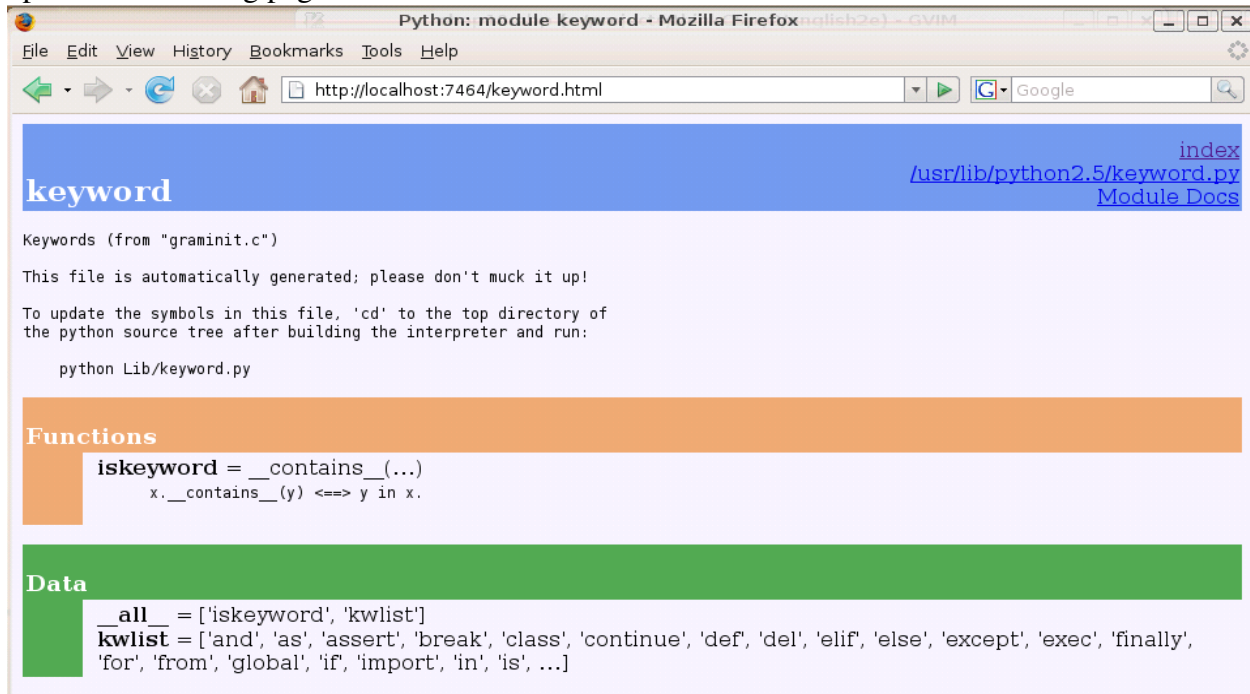 Python: module keyword - Mozilla Firefox
File Edit View History Bookmarks Tools Help
http://localhost:7464/keyword.html
G Google
index
/usr/lib/python2.5/keyword.py
keyword
Module Docs
Keywords (from "graminit.c")
This file is automatically generated; please don't muck it up!
To update the symbols in this file, 'cd' to the top directory of
the python source tree after building the interpreter and run:
python Lib/keyword.py
Functions
iskeyword = __contains__(...)
x.__contains__(y) <==> y in x.
Data
__all__ = ['iskeyword', 'kwlist']
kwlist = ['and', 'as', 'assert', 'break', 'class', 'continue', 'def', 'del', 'elif', 'else', 'except', 'exec', 'finally',
'for', 'from', 'global', 'if', 'import', 'in', 'is', ...]